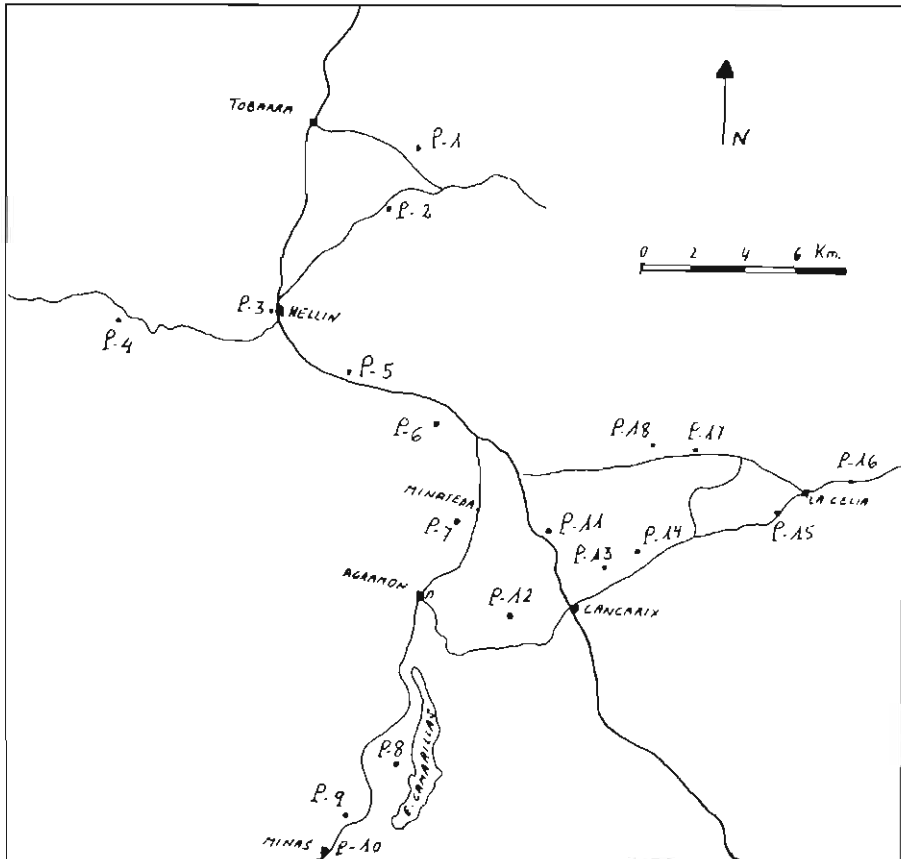 TOBARRA
P-1
N
P-2
0 2 4 6 Km.
P-3
HELLIN
P-4
P-5
P-6
P-18
P-17
P-16
LA CELIA
MINATEDA
P-7
P-11
P-15
P-14
P-13
AGRAMON
P-12
CANCARIX
E. CAMARILLAS
P-8
P-9
MINAS
P-10